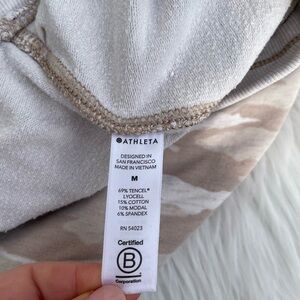 ATHLETA
DESIGNED IN
SAN FRANCISCO
MADE IN VIETNAM
M
69% TENCEL®
LYOCELL
15% COTTON
10% MODAL
6% SPANDEX
RN 54023
Certified
B
Corporation